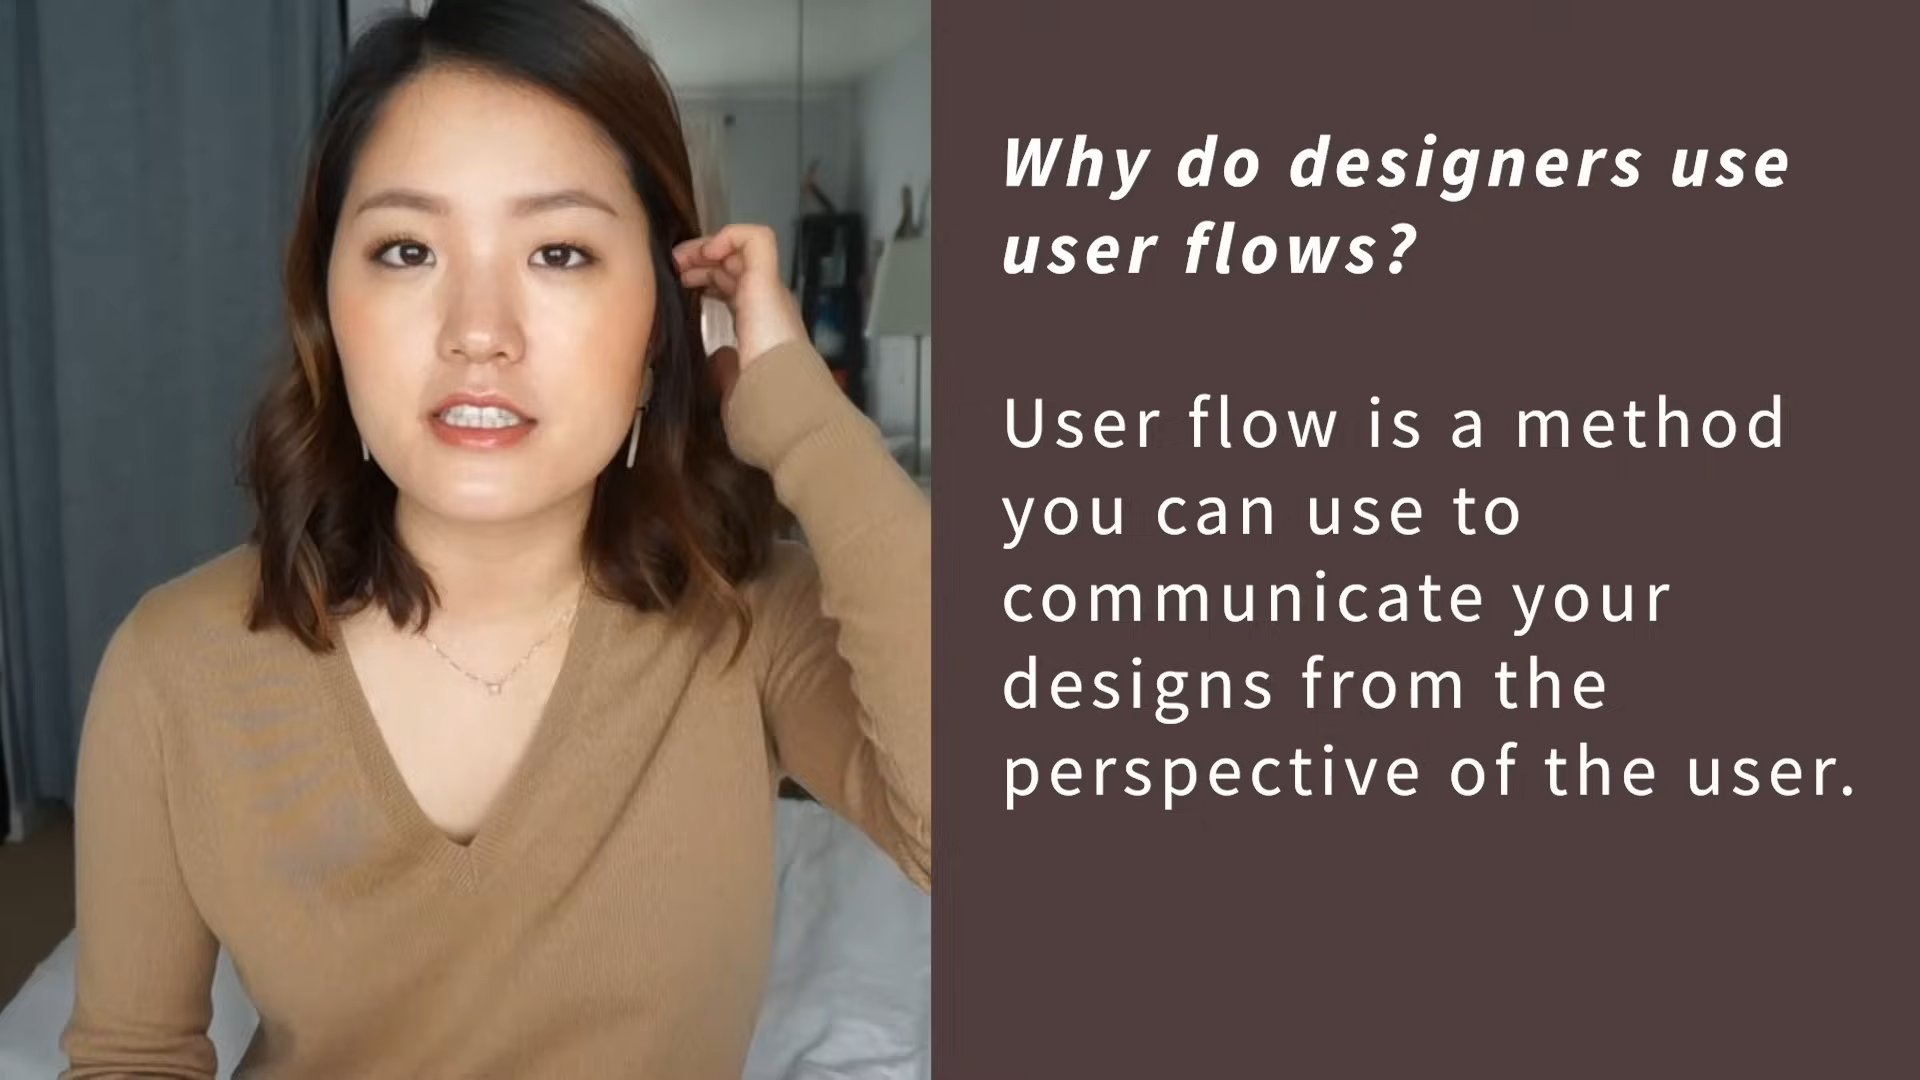 Why do designers use
user flows?
User flow is a method
you can use to
communicate your
designs from the
perspective of the user.